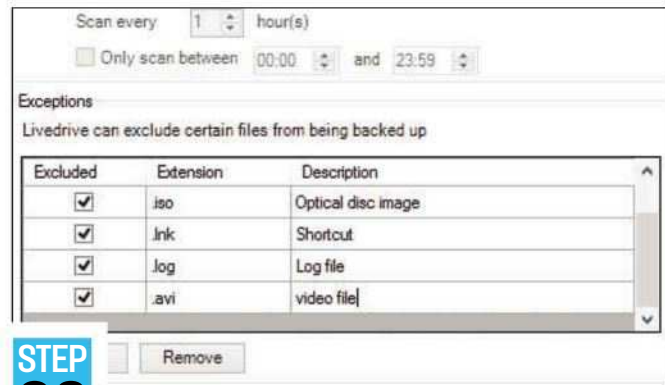 Scan every 1 hour(s)
Only scan between 00:00 and 23:59
Exceptions
Livedrive can exclude certain files from being backed up
Excluded Extension Description
.iso Optical disc image
.lnk Shortcut
.log Log file
.avi video file
STEP
Remove